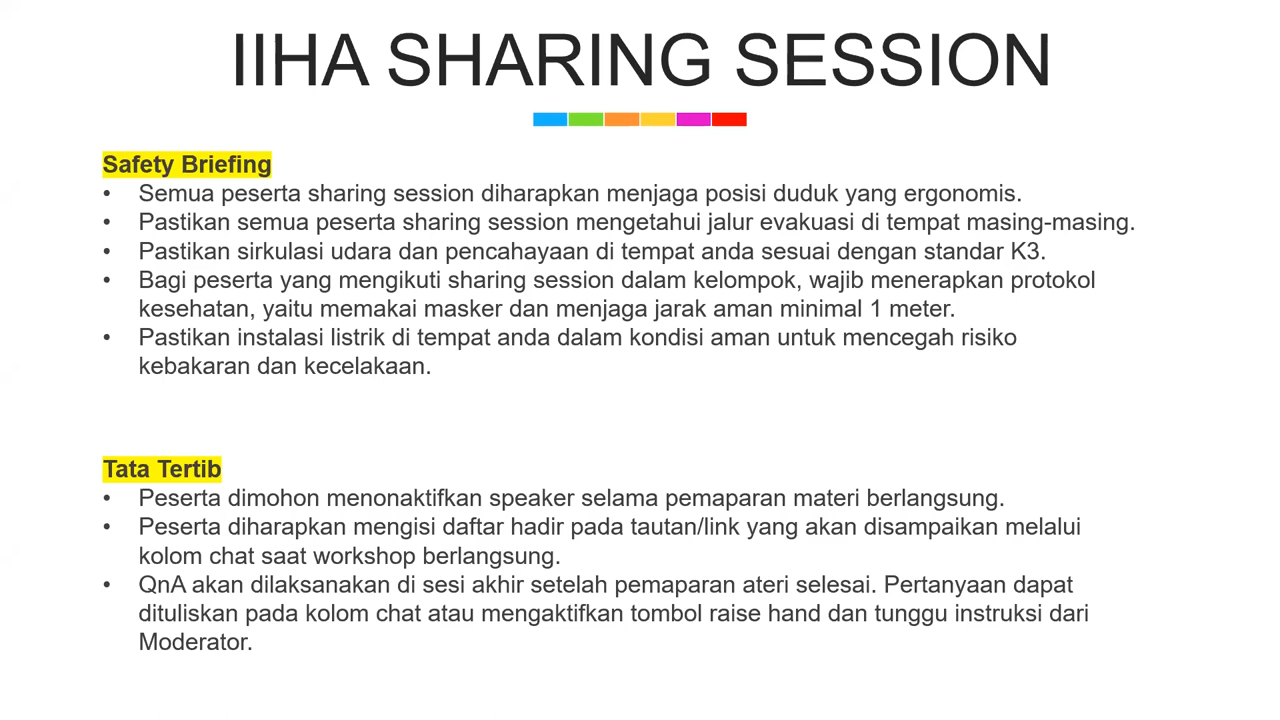 IIHA SHARING SESSION
Safety Briefing
• Semua peserta sharing session diharapkan menjaga posisi duduk yang ergonomis.
• Pastikan semua peserta sharing session mengetahui jalur evakuasi di tempat masing-masing.
• Pastikan sirkulasi udara dan pencahayaan di tempat anda sesuai dengan standar K3.
• Bagi peserta yang mengikuti sharing session dalam kelompok, wajib menerapkan protokol
kesehatan, yaitu memakai masker dan menjaga jarak aman minimal 1 meter.
• Pastikan instalasi listrik di tempat anda dalam kondisi aman untuk mencegah risiko
kebakaran dan kecelakaan.
Tata Tertib
• Peserta dimohon menonaktifkan speaker selama pemaparan materi berlangsung.
• Peserta diharapkan mengisi daftar hadir pada tautan/link yang akan disampaikan melalui
kolom chat saat workshop berlangsung.
• QnA akan dilaksanakan di sesi akhir setelah pemaparan ateri selesai. Pertanyaan dapat
dituliskan pada kolom chat atau mengaktifkan tombol raise hand dan tunggu instruksi dari
Moderator.